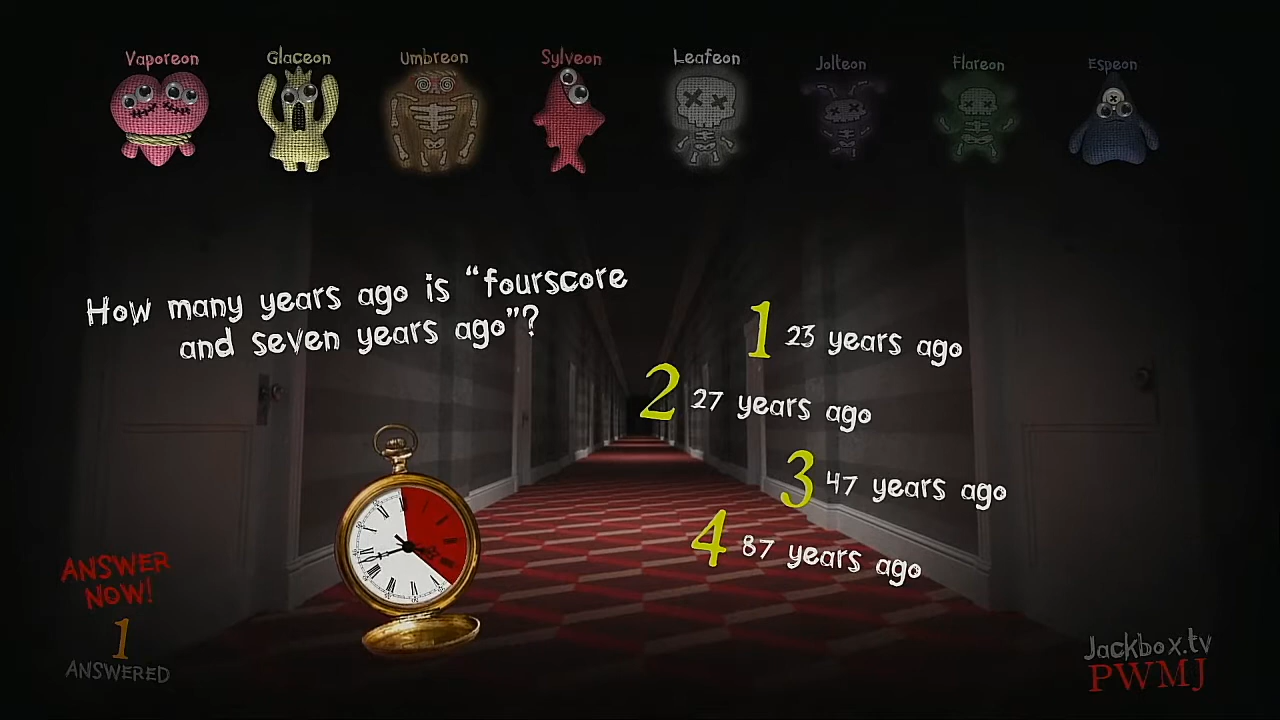 Vaporeon
Glaceon
Umbreon
Sylveon
Leafeon
Jolteon
Flareon
Espeon
How many years ago is “fourscore
and seven years ago”?
1 23 years ago
2 27 years ago
3 47 years ago
4 87 years ago
ANSWER
NOW!
1
ANSWERED
Jackbox.tv
PWMJ